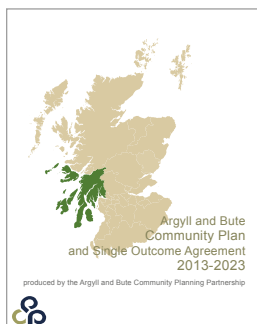 Argyll and Bute
Community Plan
and Single Outcome Agreement
2013-2023
produced by the Argyll and Bute Community Planning Partnership
cpp